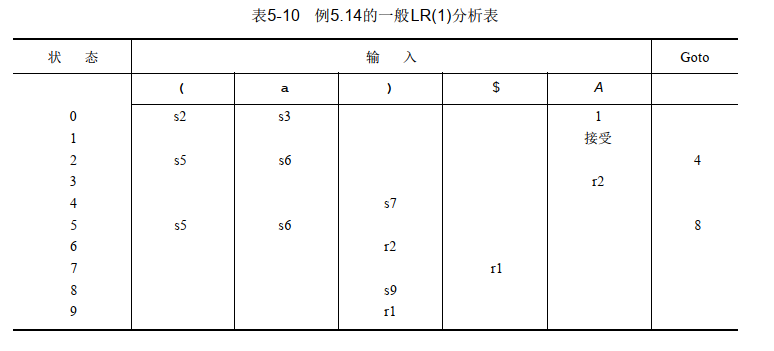 表5-10 例5.14的一般LR(1)分析表
状 态 输 入 Goto
( a ) $ A
0 s2 s3 1
1 接受
2 s5 s6 4
3 r2
4 s7
5 s5 s6 8
6 r2
7 r1
8 s9
9 r1